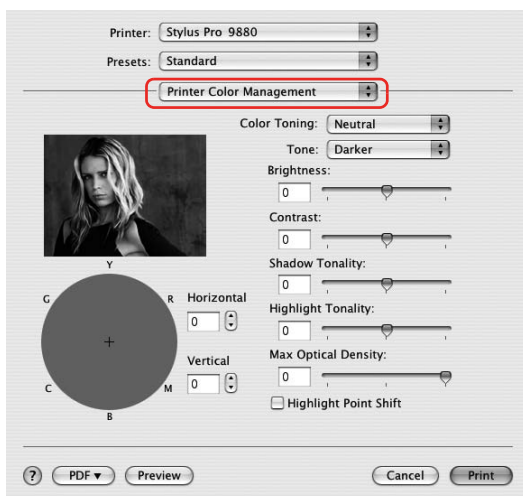 Printer: Stylus Pro 9880
Presets: Standard
Printer Color Management
Color Toning: Neutral
Tone: Darker
Brightness:
0
Contrast:
0
Shadow Tonality:
0
Highlight Tonality:
0
Max Optical Density:
0
Highlight Point Shift
Y
G R
C M
B
Horizontal
0
Vertical
0
? PDF Preview Cancel Print